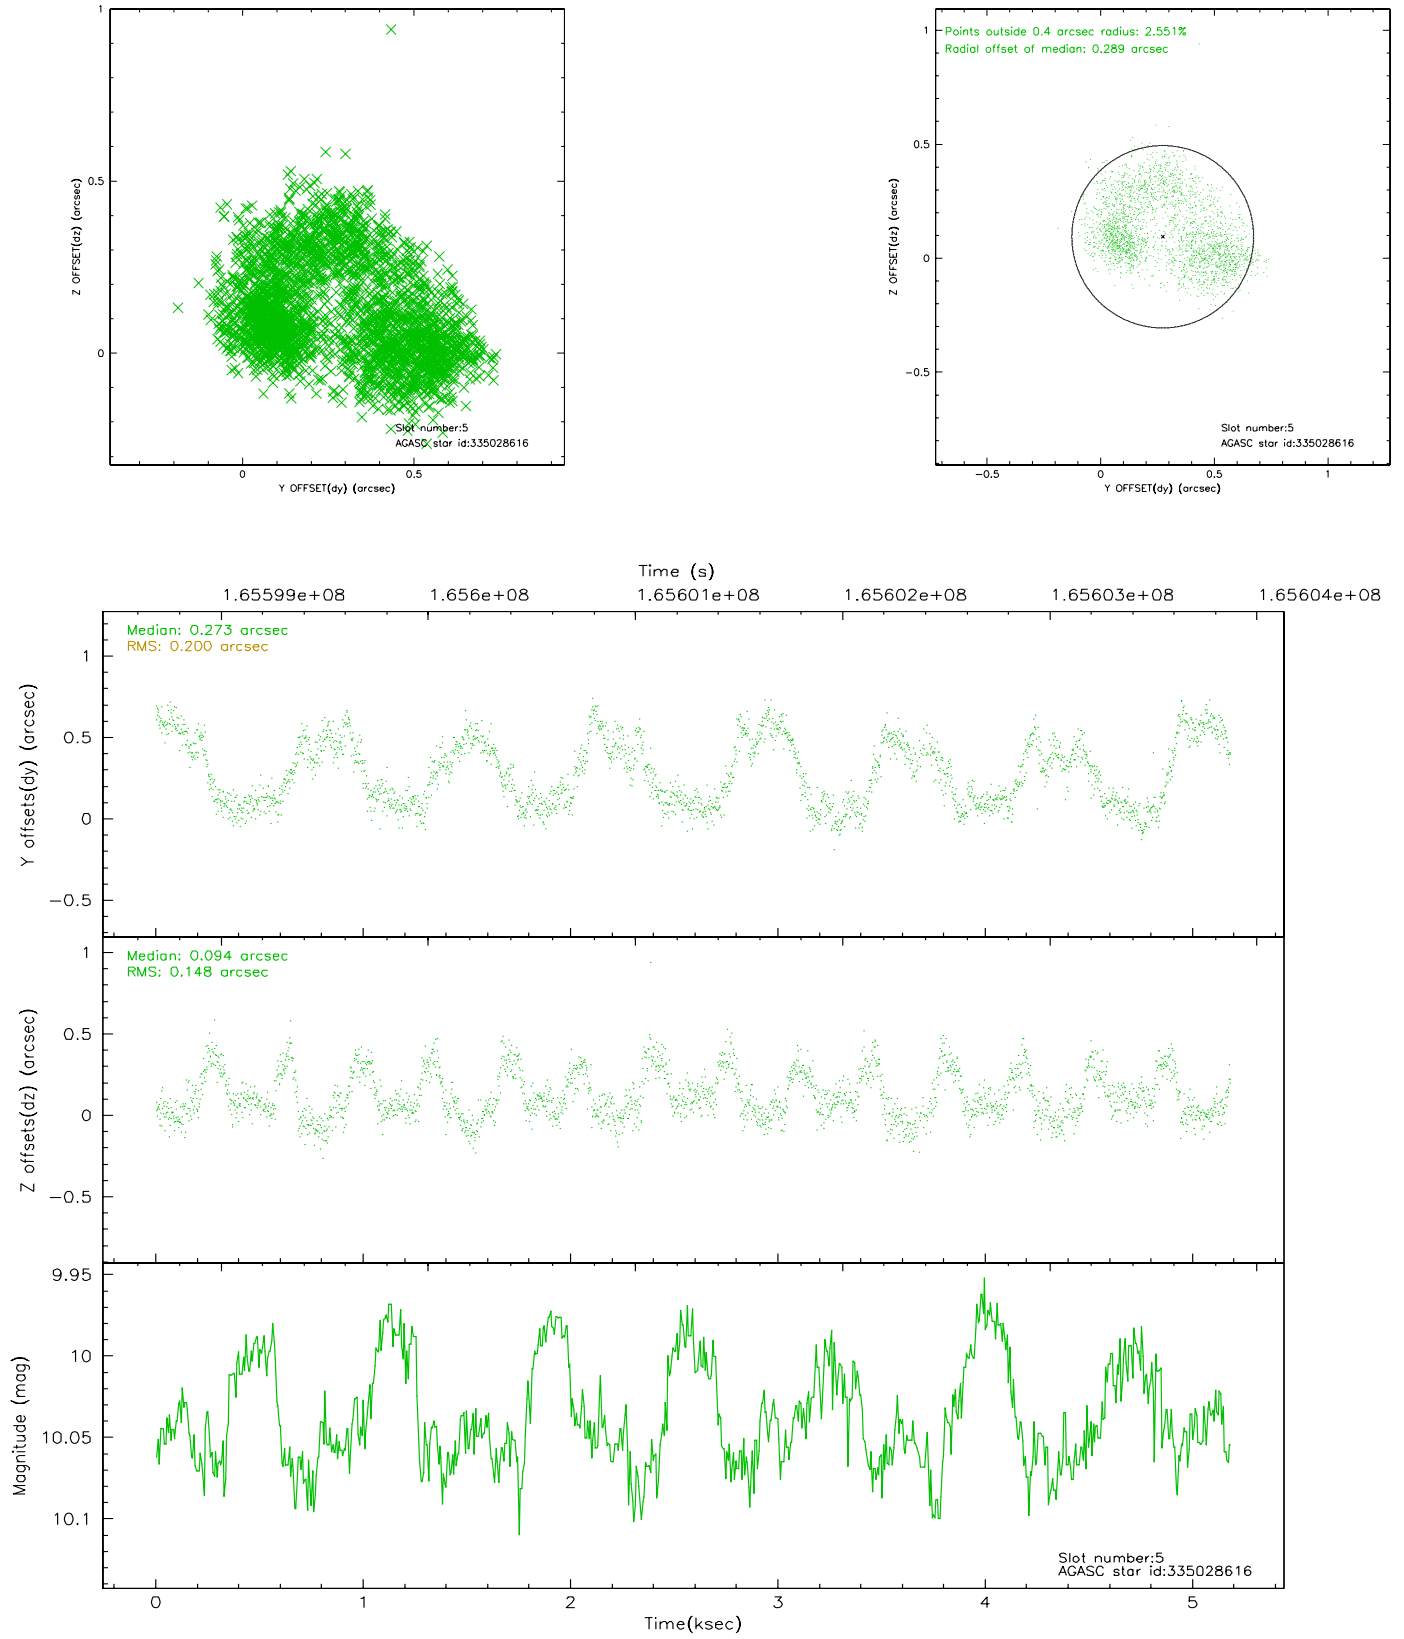 1
0.5
0
Z OFFSET(dz) (arcsec)
0
0.5
Y OFFSET(dy) (arcsec)
Slot number:5
AGASC star id:335028616
Points outside 0.4 arcsec radius: 2.551%
Radial offset of median: 0.289 arcsec
1
0.5
0
−0.5
Z OFFSET(dz) (arcsec)
−0.5
0
0.5
1
Y OFFSET(dy) (arcsec)
Slot number:5
AGASC star id:335028616
Time (s)
1.65599e+08
1.656e+08
1.65601e+08
1.65602e+08
1.65603e+08
1.65604e+08
Median: 0.273 arcsec
RMS: 0.200 arcsec
1
0.5
0
−0.5
Y offsets(dy) (arcsec)
Median: 0.094 arcsec
RMS: 0.148 arcsec
1
0.5
0
−0.5
Z offsets(dz) (arcsec)
9.95
10
10.05
10.1
Magnitude (mag)
Slot number:5
AGASC star id:335028616
0
1
2
3
4
5
Time(ksec)